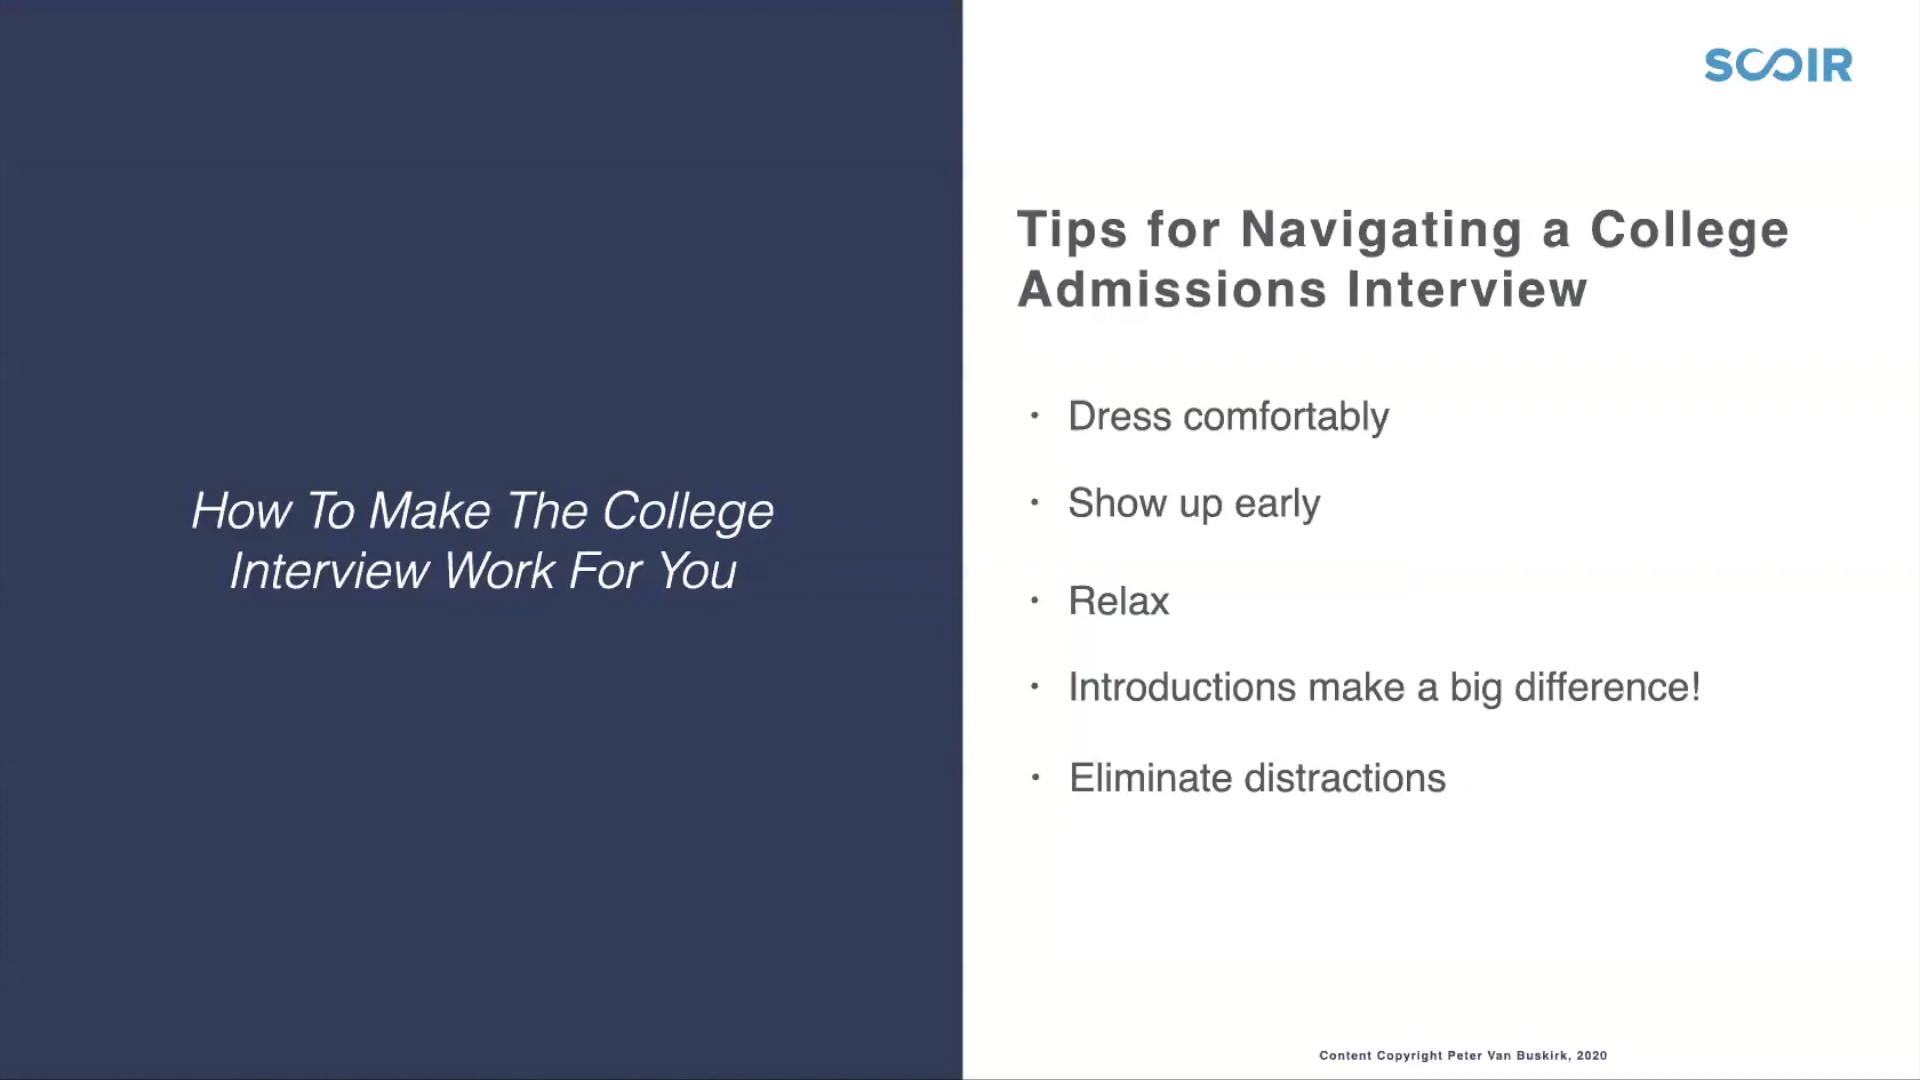 SCOIR
How To Make The College
Interview Work For You
Tips for Navigating a College
Admissions Interview
· Dress comfortably
· Show up early
· Relax
· Introductions make a big difference!
· Eliminate distractions
Content Copyright Peter Van Buskirk, 2020